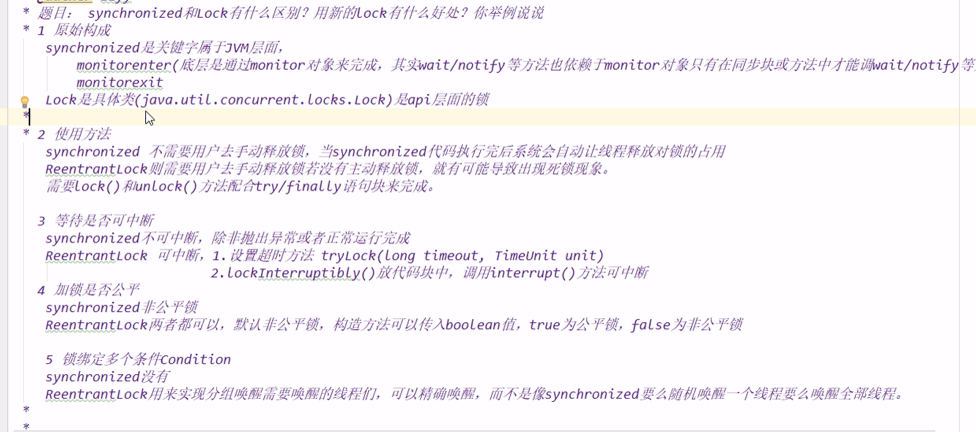 * 题目: synchronized和Lock有什么区别?用新的lock有什么好处?你举例说说
* 1 原始构成
synchronized是关键字属于JVM层面,
monitorenter(底层是通过monitor对象来完成,其实wait/notify等方法也依赖于monitor对象只有在同步块或方法中才能调wait/notify等
monitorexit
Lock是具体类(java.util.concurrent.locks.Lock)是api层面的锁
*
* 2 使用方法
synchronized 不需要用户去手动释放锁,当synchronized代码执行完后系统会自动让线程释放对锁的占用
ReentrantLock则需要用户去手动释放锁若没有主动释放锁,就有可能导致出现死锁现象。
需要lock()和unlock()方法配合try/finally语句块来完成。
3 等待是否可中断
synchronized不可中断,除非抛出异常或者正常运行完成
ReentrantLock 可中断,1.设置超时方法 tryLock(long timeout, TimeUnit unit)
2.lockInterruptibly()放代码块中,调用interrupt()方法可中断
4 加锁是否公平
synchronized非公平锁
ReentrantLock两者都可以,默认非公平锁,构造方法可以传入boolean值,true为公平锁,false为非公平锁
5 锁绑定多个条件Condition
synchronized没有
ReentrantLock用来实现分组唤醒需要唤醒的线程们,可以精确唤醒,而不是像synchronized要么随机唤醒一个线程要么唤醒全部线程。
*
*